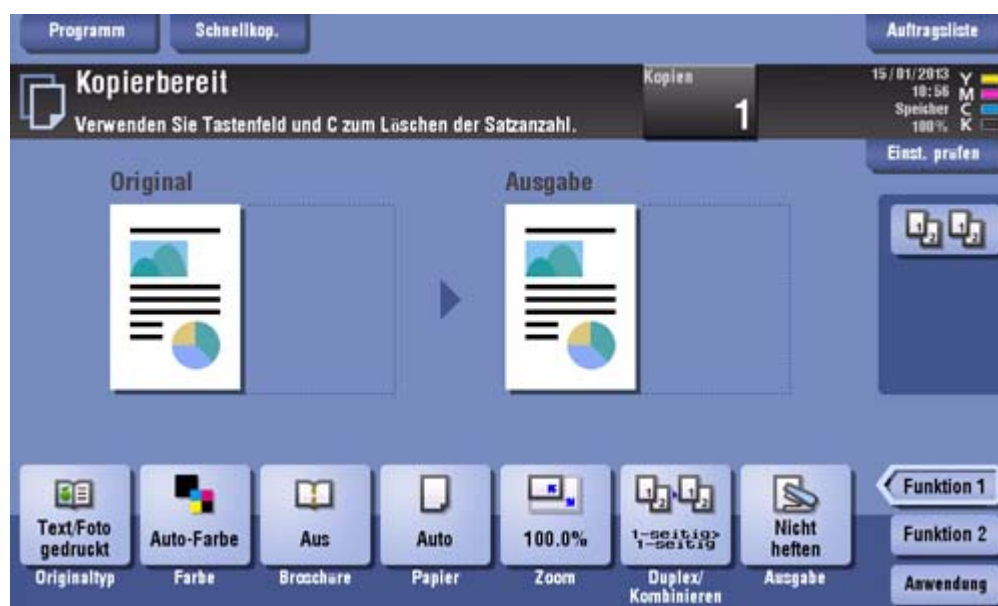 Programm
Schnellkop.
Auftragsliste
Kopierbereit
Verwenden Sie Tastenfeld und C zum Löschen der Satzanzahl.
Kopien
1
15/01/2013
10:56
Speicher
100%
Y
M
C
K
Einst. prüfen
Original
Ausgabe
Text/Foto
gedruckt
Auto-Farbe
Aus
Auto
100.0%
1-seitig>
1-seitig
Nicht
heften
Originaltyp
Farbe
Broschüre
Papier
Zoom
Duplex/
Kombinieren
Ausgabe
Funktion 1
Funktion 2
Anwendung